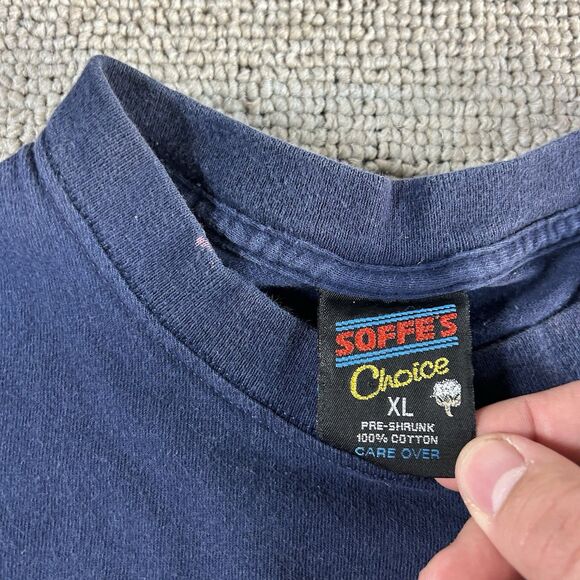 SOFFE'S
Choice
XL
PRE-SHRUNK
100% COTTON
CARE OVER